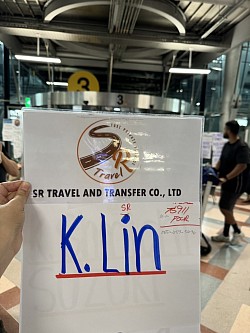 3
SR
Travel
SR TRAVEL AND TRANSFER CO., LTD
SR
K. Lin